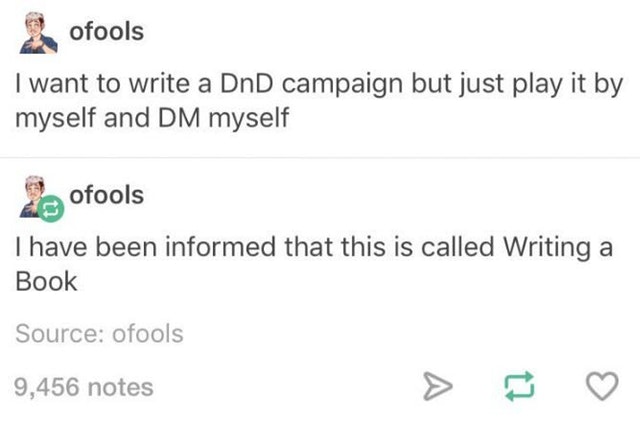 ofools
I want to write a DnD campaign but just play it by
myself and DM myself
ofools
I have been informed that this is called Writing a
Book
Source: ofools
9,456 notes